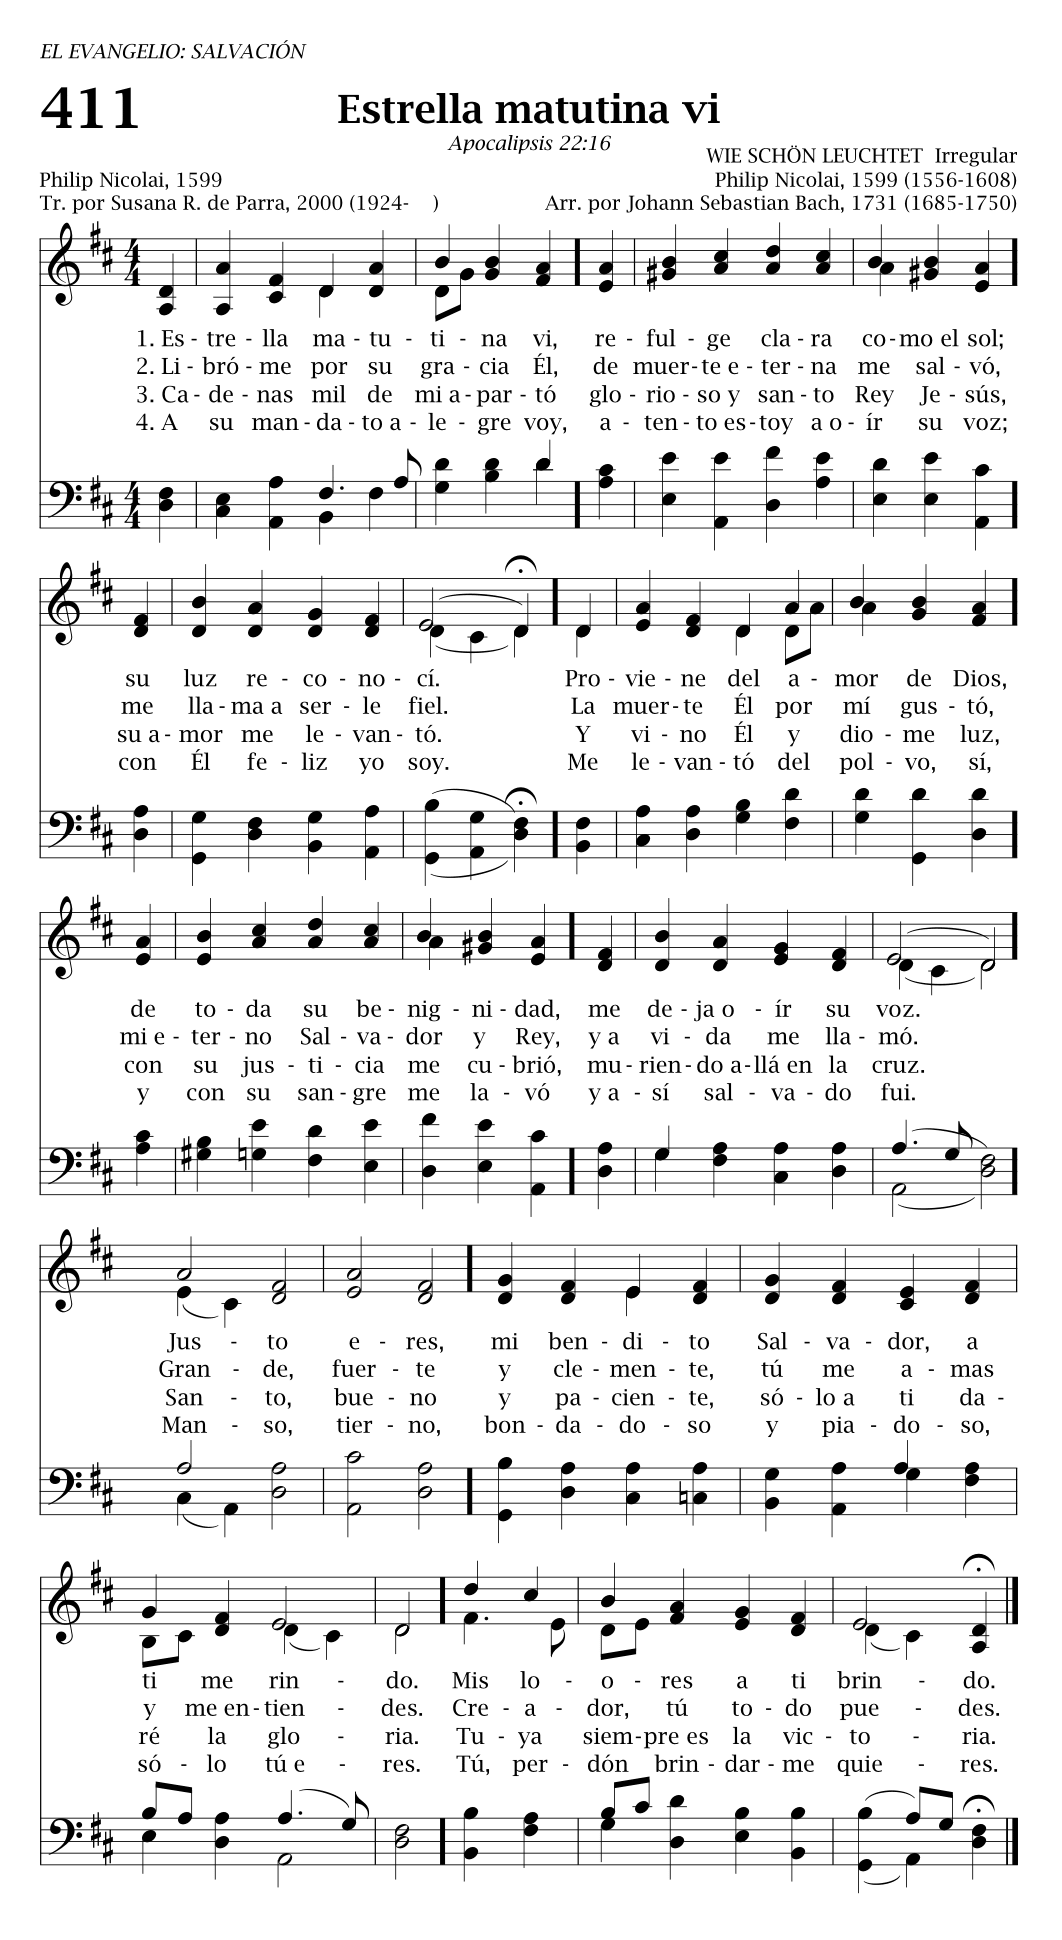 EL EVANGELIO: SALVACIÓN
411
Estrella matutina vi
Apocalipsis 22:16
WIE SCHÖN LEUCHTET Irregular
Philip Nicolai, 1599
Philip Nicolai, 1599 (1556-1608)
Tr. por Susana R. de Parra, 2000 (1924- )
Arr. por Johann Sebastian Bach, 1731 (1685-1750)
1. Es - tre - lla ma - tu - ti - na vi, re - ful - ge cla - ra co - mo el sol;
2. Li - bró - me por su gra - cia Él, de muer - te e - ter - na me sal - vó,
3. Ca - de - nas mil de mi a - par - tó glo - rio - so y san - to Rey Je - sús,
4. A su man - da - to a - le - gre voy, a - ten - to es - toy a o - ír su voz;
su luz re - co - no - cí. Pro - vie - ne del a - mor de Dios,
me lla - ma a ser - le fiel. La muer - te Él por mí gus - tó,
su a - mor me le - van - tó. Y vi - no Él y dio - me luz,
con Él fe - liz yo soy. Me le - van - tó del pol - vo, sí,
de to - da su be - nig - ni - dad, me de - ja o - ír su voz.
mi e - ter - no Sal - va - dor y Rey, y a vi - da me lla - mó.
con su jus - ti - cia me cu - brió, mu - rien - do a - llá en la cruz.
y con su san - gre me la - vó y a - sí sal - va - do fui.
Jus - to e - res, mi ben - di - to Sal - va - dor, a
Gran - de, fuer - te y cle - men - te, tú me a - mas
San - to, bue - no y pa - cien - te, só - lo a ti da -
Man - so, tier - no, bon - da - do - so y pia - do - so,
ti me rin - do. Mis lo - o - res a ti brin - do.
y me en - tien - des. Cre - a - dor, tú to - do pue - des.
ré la glo - ria. Tu - ya siem - pre es la vic - to - ria.
só - lo tú e - res. Tú, per - dón brin - dar - me quie - res.